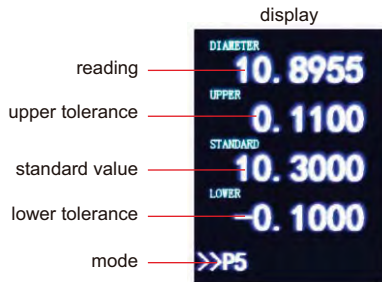 display
DIAMETER
reading 10.8955
UPPER
upper tolerance 0.1100
STANDARD
standard value 10.3000
LOWER
lower tolerance -0.1000
mode >>P5